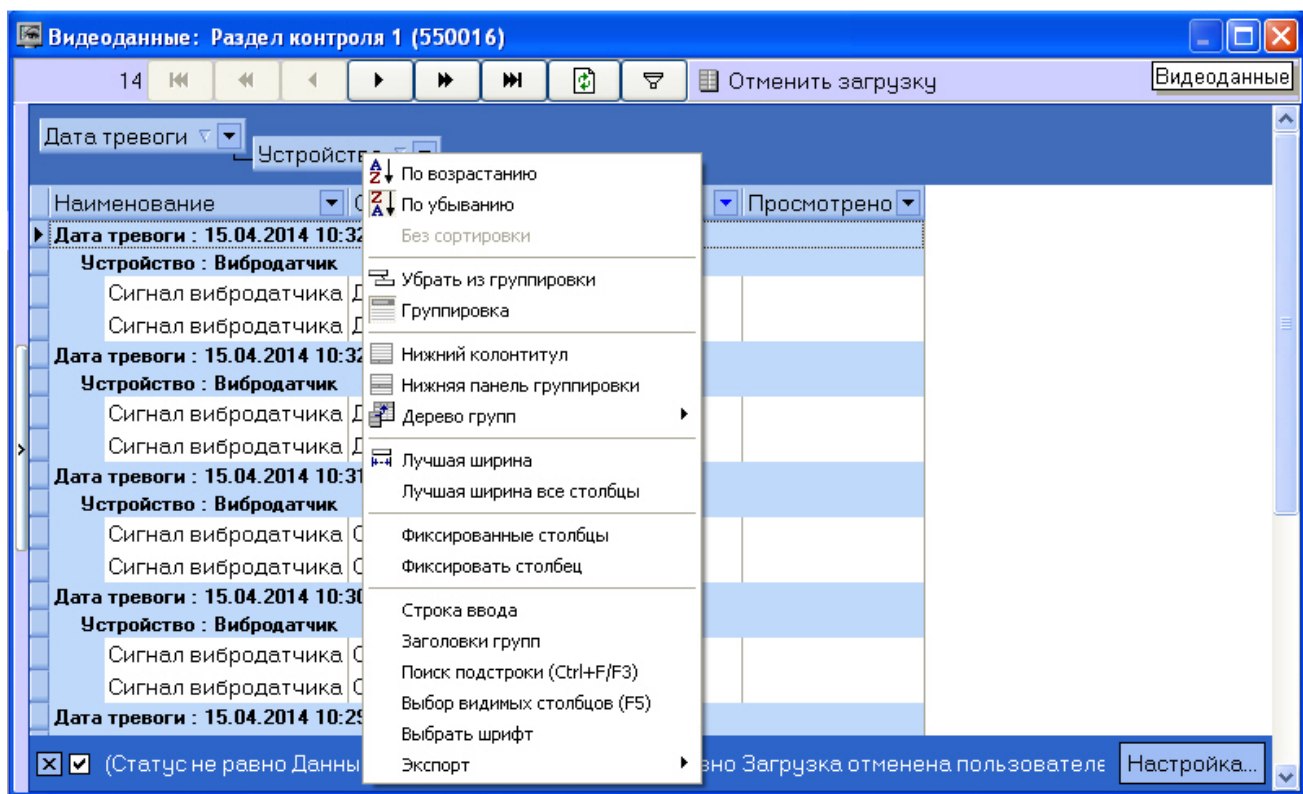 Видеоданные: Раздел контроля 1 (550016)
14 Отменить загрузку Видеоданные
Дата тревоги
Устройство
Наименование Просмотрено
Дата тревоги : 15.04.2014 10:32
Устройство : Вибродатчик
Сигнал вибродатчика
Сигнал вибродатчика
Дата тревоги : 15.04.2014 10:32
Устройство : Вибродатчик
Сигнал вибродатчика
Сигнал вибродатчика
Дата тревоги : 15.04.2014 10:31
Устройство : Вибродатчик
Сигнал вибродатчика
Сигнал вибродатчика
Дата тревоги : 15.04.2014 10:30
Устройство : Вибродатчик
Сигнал вибродатчика
Сигнал вибродатчика
Дата тревоги : 15.04.2014 10:29
По возрастанию
По убыванию
Без сортировки
Убрать из группировки
Группировка
Нижний колонтитул
Нижняя панель группировки
Дерево групп
Лучшая ширина
Лучшая ширина все столбцы
Фиксированные столбцы
Фиксировать столбец
Строка ввода
Заголовки групп
Поиск подстроки (Ctrl+F/F3)
Выбор видимых столбцов (F5)
Выбрать шрифт
Экспорт
(Статус не равно Данны вно Загрузка отменена пользователе Настройка...